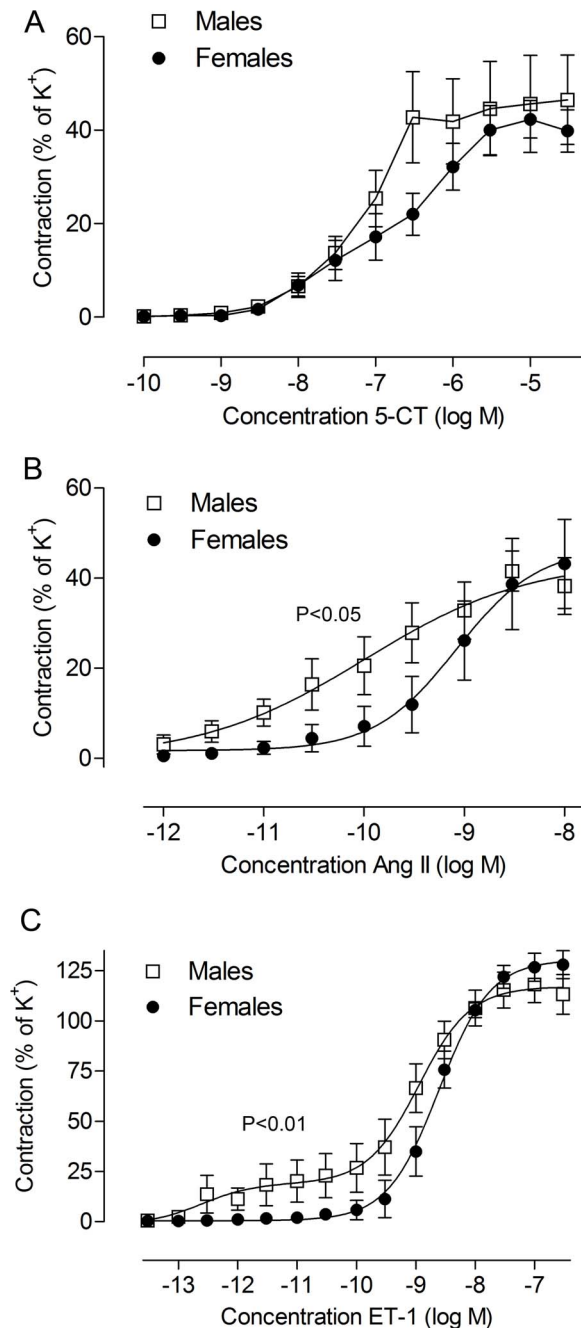 A
Males
Females
Contraction (% of K⁺)
60
40
20
0
-10 -9 -8 -7 -6 -5
Concentration 5-CT (log M)
B
Males
Females
Contraction (% of K⁺)
60
40
20
0
P<0.05
-12 -11 -10 -9 -8
Concentration Ang II (log M)
C
Males
Females
Contraction (% of K⁺)
125
100
75
50
25
0
P<0.01
-13 -12 -11 -10 -9 -8 -7
Concentration ET-1 (log M)